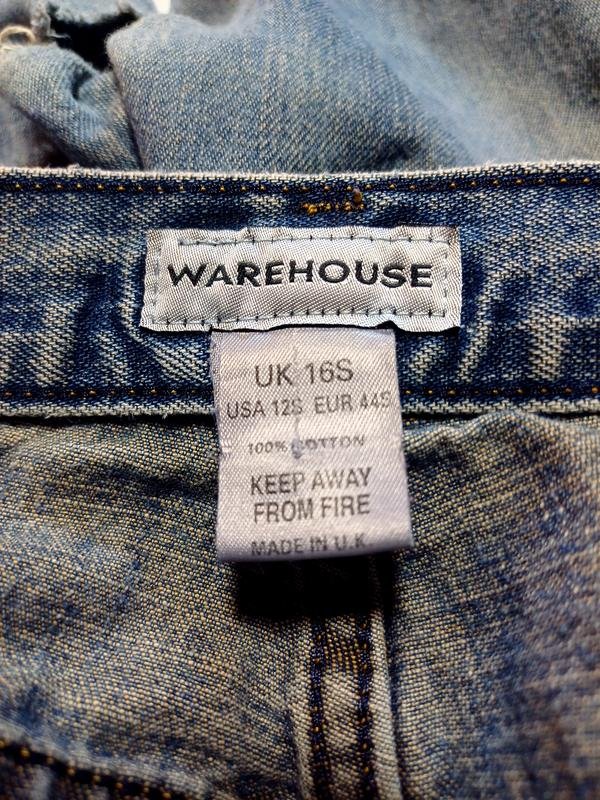 WAREHOUSE
UK 16S
USA 12S EUR 44S
100% COTTON
KEEP AWAY
FROM FIRE
MADE IN U.K.